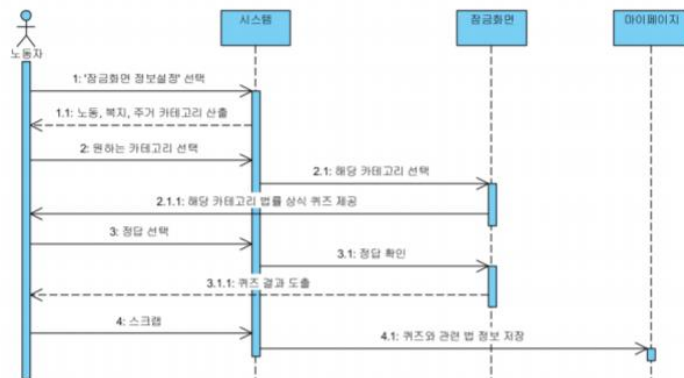 시스템
잠금화면
마이페이지
노동자
1: '잠금화면 정보설정' 선택
1.1: 노동, 복지, 주거 카테고리 산출
2: 원하는 카테고리 선택
2.1: 해당 카테고리 선택
2.1.1: 해당 카테고리 법률 상식 퀴즈 제공
3: 정답 선택
3.1: 정답 확인
3.1.1: 퀴즈 결과 도출
4: 스크랩
4.1: 퀴즈와 관련 법 정보 저장